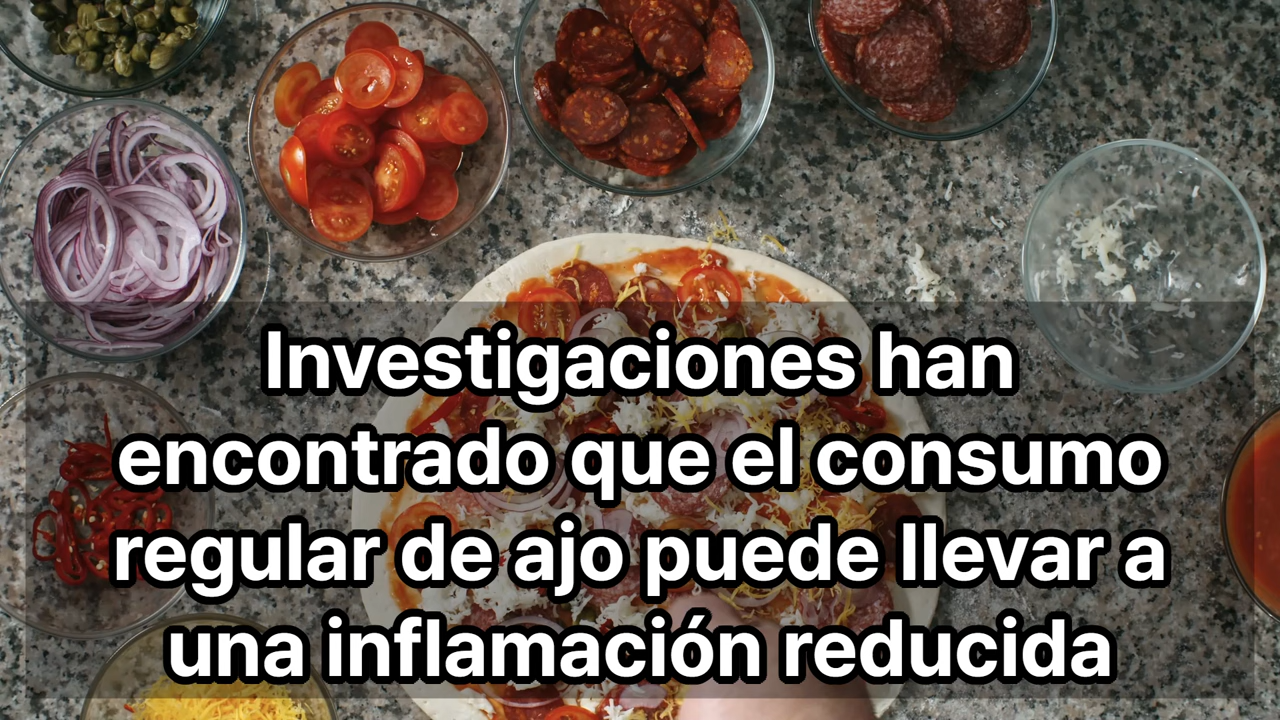 Investigaciones han
encontrado que el consumo
regular de ajo puede llevar a
una inflamación reducida